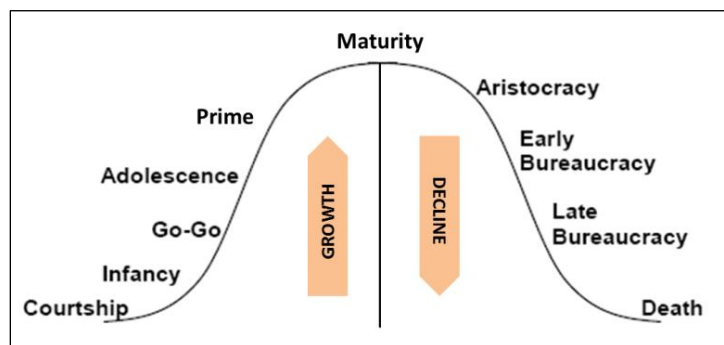 Maturity
Aristocracy
Prime
Early
Bureaucracy
Adolescence
GROWTH
DECLINE
Go-Go
Late
Bureaucracy
Infancy
Courtship
Death